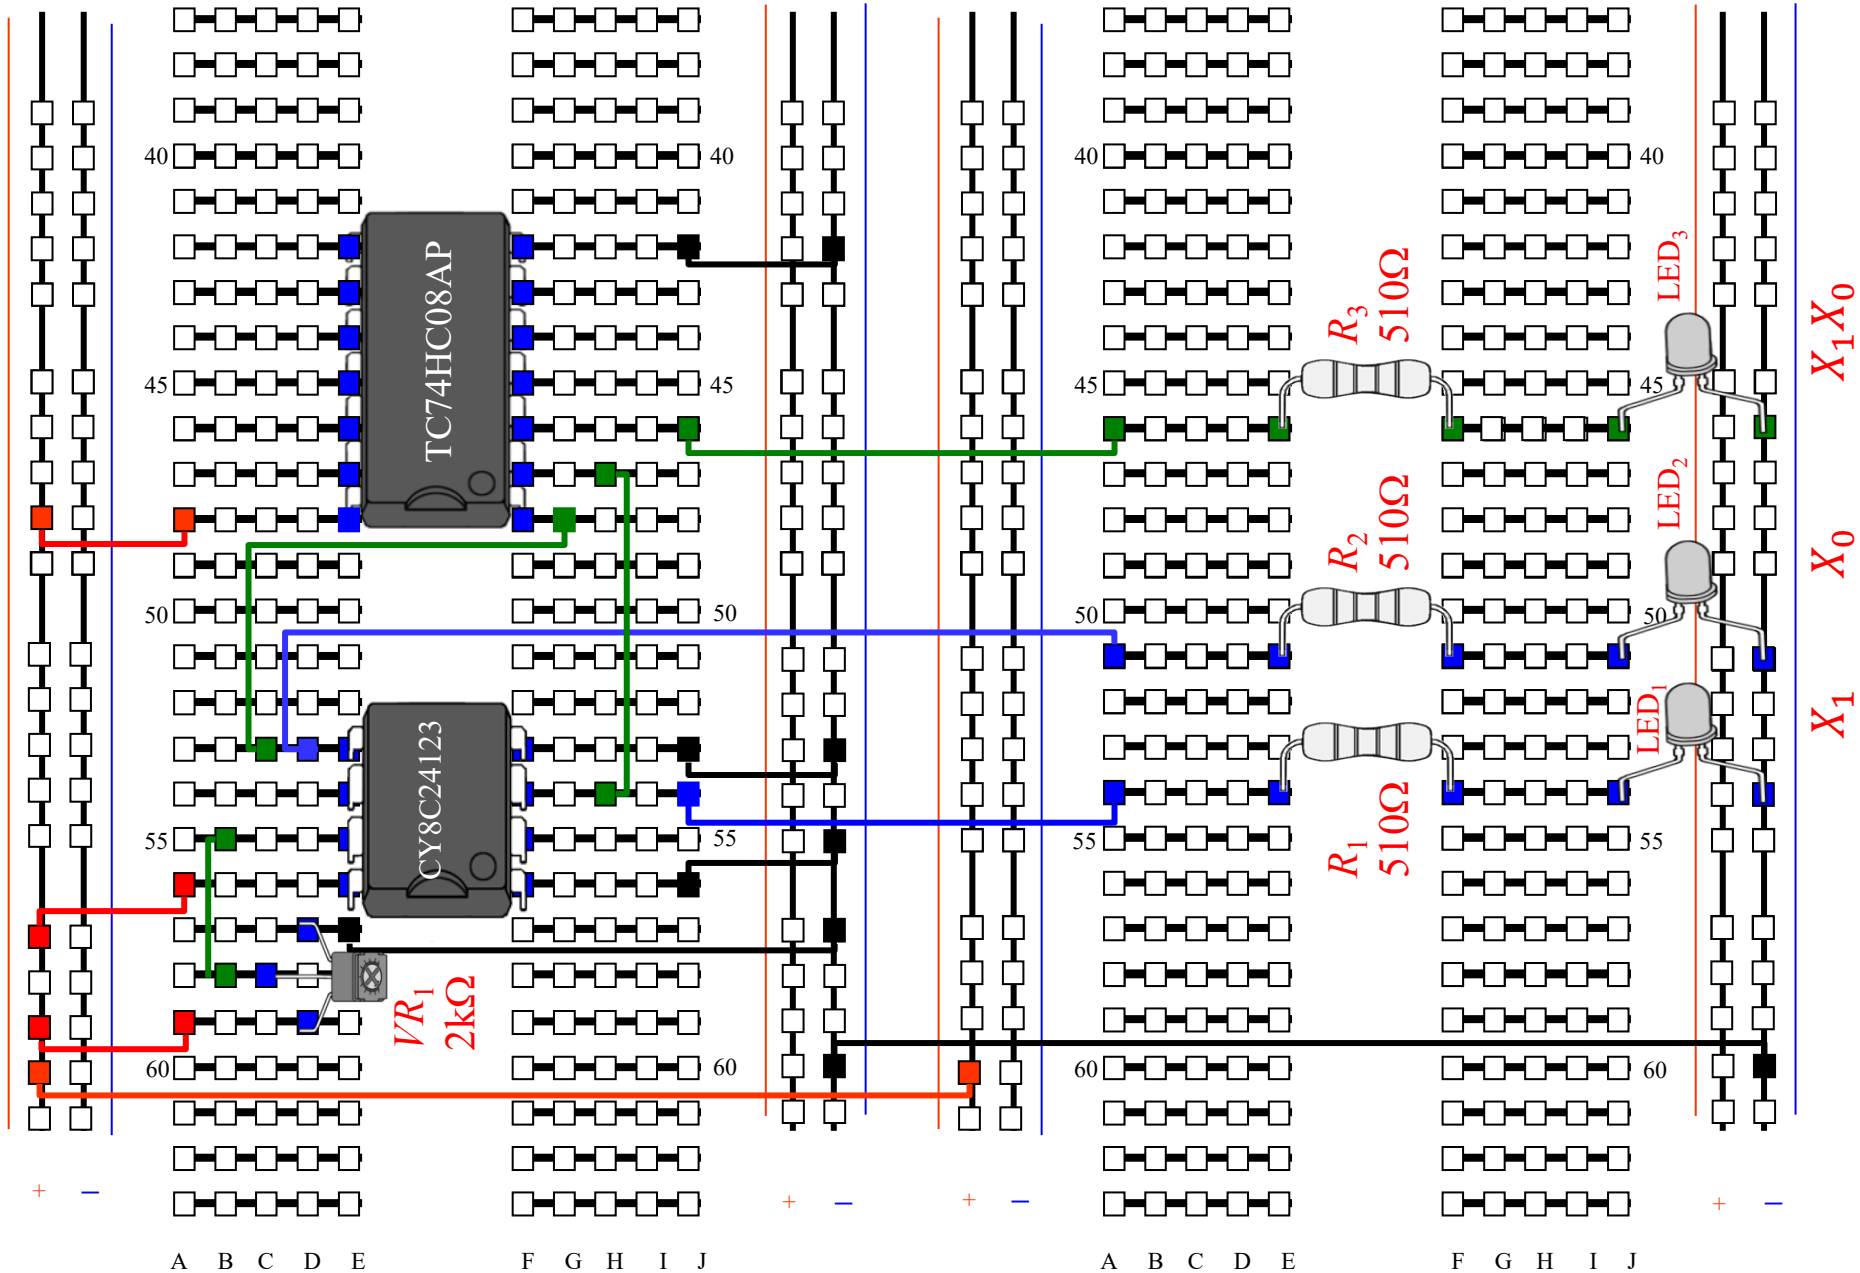 40 40 40 40
TC74HC08AP
R3
510Ω
LED3
X1X0
45 45 45 45
R2
510Ω
LED2
X0
50 50 50 50
CY8C24123
LED1
X1
55 55 55 55
R1
510Ω
VR1
2kΩ
60 60 60 60
+ − + − + − + −
A B C D E F G H I J A B C D E F G H I J